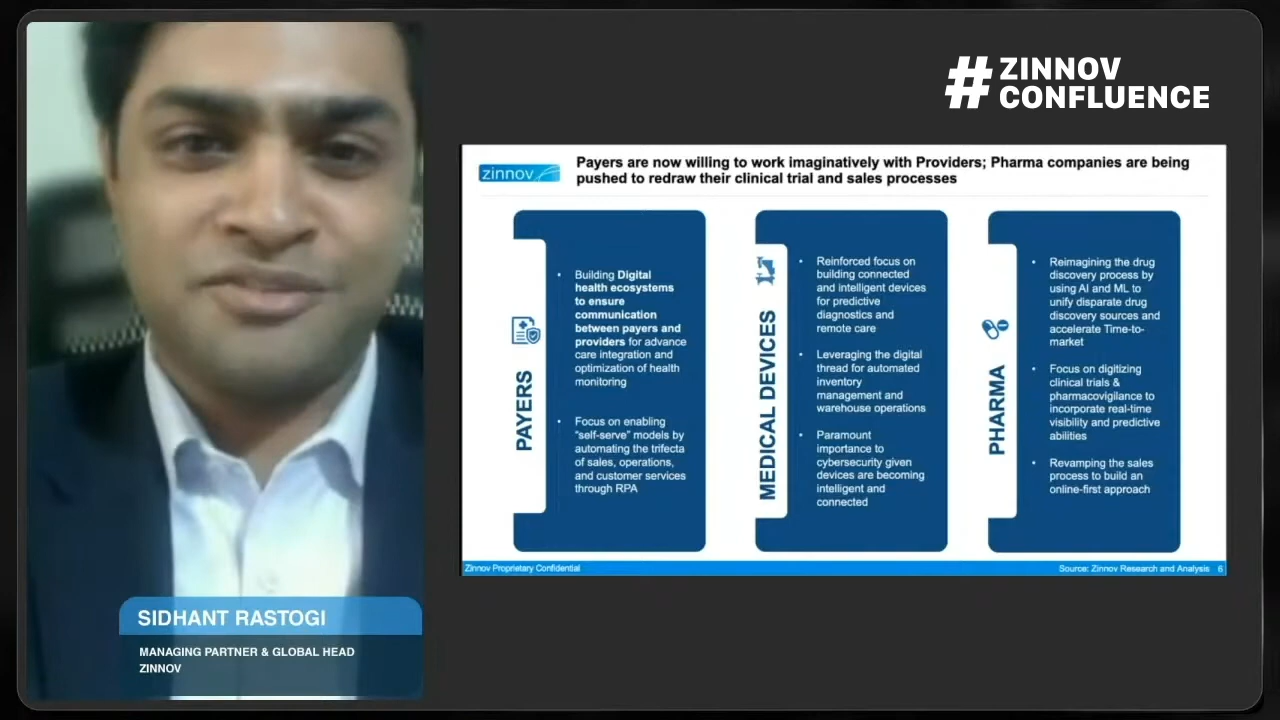 # ZINNOV
CONFLUENCE
zinnov
Payers are now willing to work imaginatively with Providers; Pharma companies are being
pushed to redraw their clinical trial and sales processes
PAYERS
• Building Digital
health ecosystems
to ensure
communication
between payers and
providers for advance
care integration and
optimization of health
monitoring
• Focus on enabling
“self-serve” models by
automating the trifecta
of sales, operations,
and customer services
through RPA
MEDICAL DEVICES
• Reinforced focus on
building connected
and intelligent devices
for predictive
diagnostics and
remote care
• Leveraging the digital
thread for automated
inventory
management and
warehouse operations
• Paramount
importance to
cybersecurity given
devices are becoming
intelligent and
connected
PHARMA
• Reimagining the drug
discovery process by
using AI and ML to
unify disparate drug
discovery sources and
accelerate Time-to-
market
• Focus on digitizing
clinical trials &
pharmacovigilance to
incorporate real-time
visibility and predictive
abilities
• Revamping the sales
process to build an
online-first approach
Zinnov Proprietary Confidential
Source: Zinnov Research and Analysis 6
SIDHANT RASTOGI
MANAGING PARTNER & GLOBAL HEAD
ZINNOV